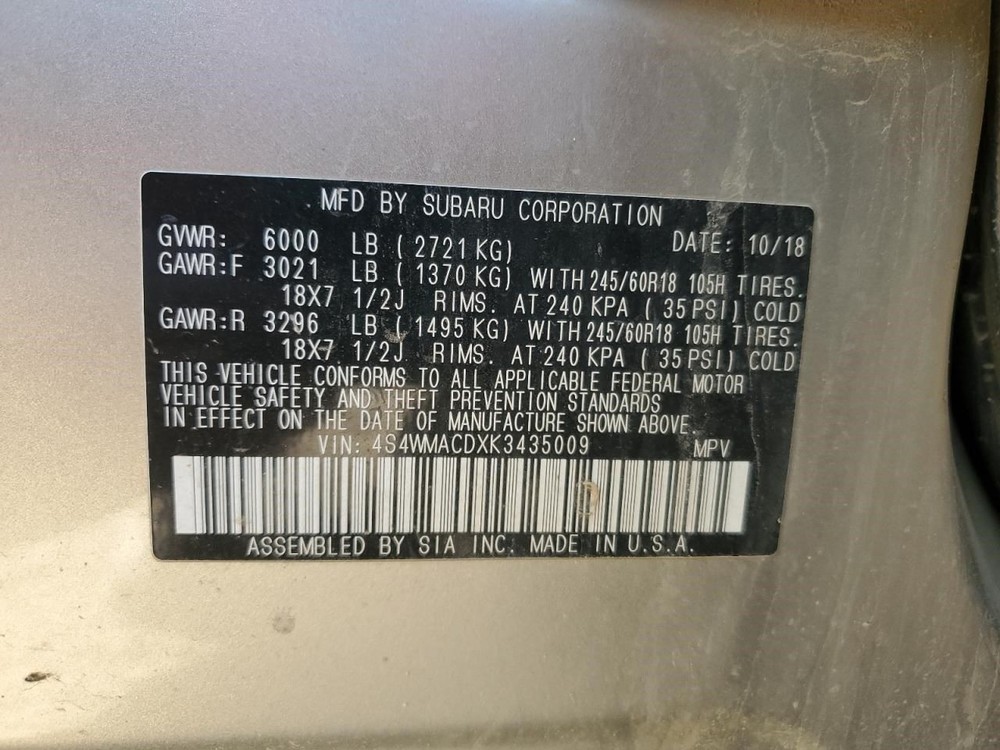 MFD BY SUBARU CORPORATION
GVWR: 6000 LB ( 2721 KG) DATE: 10/18
GAWR:F 3021 LB ( 1370 KG) WITH 245/60R18 105H TIRES.
18X7 1/2J RIMS. AT 240 KPA ( 35 PSI) COLD
GAWR:R 3296 LB ( 1495 KG) WITH 245/60R18 105H TIRES.
18X7 1/2J RIMS. AT 240 KPA ( 35 PSI) COLD
THIS VEHICLE CONFORMS TO ALL APPLICABLE FEDERAL MOTOR
VEHICLE SAFETY AND THEFT PREVENTION STANDARDS
IN EFFECT ON THE DATE OF MANUFACTURE SHOWN ABOVE.
VIN: 4S4WMACDXK3435009 MPV
ASSEMBLED BY SIA INC. MADE IN U.S.A.